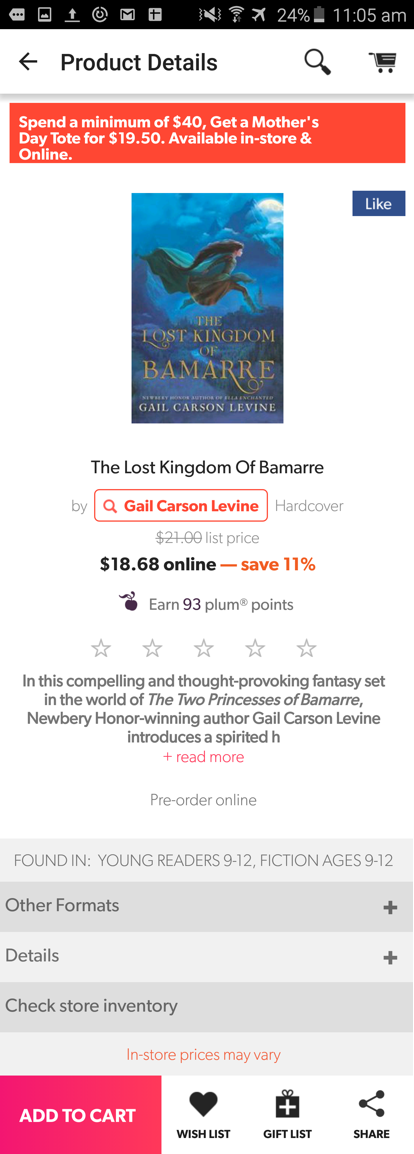 24% 11:05 am
Product Details
Spend a minimum of $40, Get a Mother's
Day Tote for $19.50. Available in-store &
Online.
Like
THE
LOST KINGDOM
OF
BAMARRE
NEWBERY HONOR AUTHOR OF ELLA ENCHANTED
GAIL CARSON LEVINE
The Lost Kingdom Of Bamarre
by Gail Carson Levine Hardcover
$21.00 list price
$18.68 online — save 11%
Earn 93 plum® points
In this compelling and thought-provoking fantasy set
in the world of The Two Princesses of Bamarre,
Newbery Honor-winning author Gail Carson Levine
introduces a spirited h
+ read more
Pre-order online
FOUND IN: YOUNG READERS 9-12, FICTION AGES 9-12
Other Formats +
Details +
Check store inventory
In-store prices may vary
ADD TO CART
WISH LIST GIFT LIST SHARE